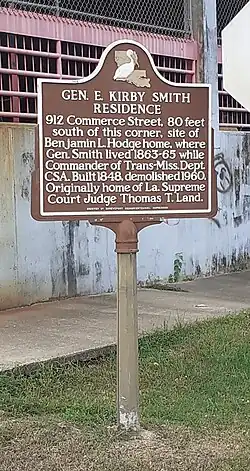 GEN. E. KIRBY SMITH
RESIDENCE
912 Commerce Street, 80 feet
south of this corner, site of
Benjamin L. Hodge home, where
Gen. Smith lived 1863-65 while
Commander of Trans-Miss. Dept.
CSA. Built 1848, demolished 1960.
Originally home of La. Supreme
Court Judge Thomas T. Land.